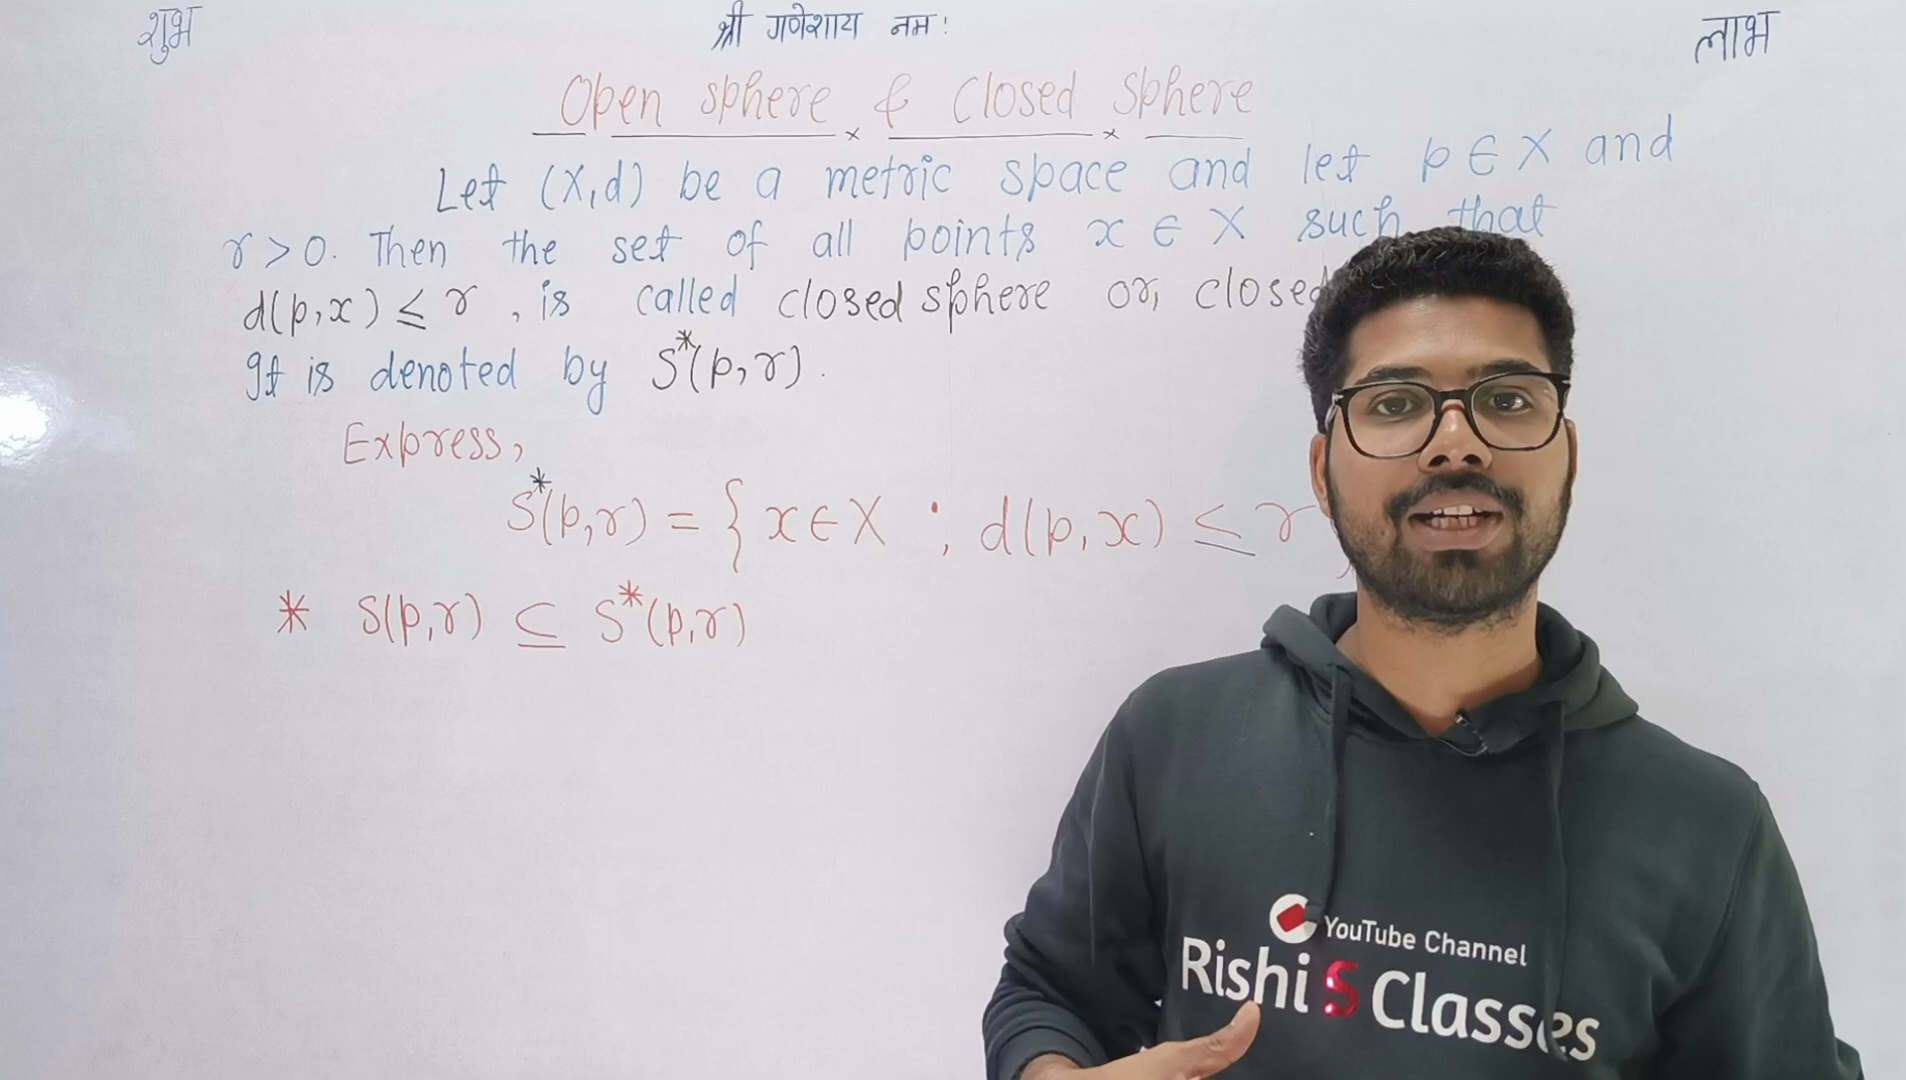 शुभ श्री गणेशाय नमः लाभ
Open sphere & Closed Sphere
Let (X,d) be a metric space and let p ∈ X and
r > 0. Then the set of all points x ∈ X such that
d(p,x) ≤ r, is called closed sphere or, closed
It is denoted by S*(p,r).
Express,
S*(p,r) = { x ∈ X ; d(p,x) ≤ r
* S(p,r) ⊆ S*(p,r)
YouTube Channel
Rishi S Classes